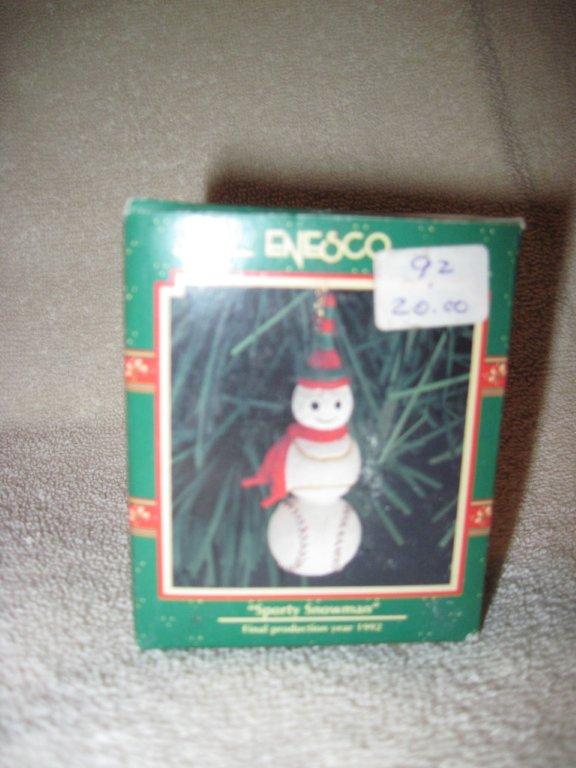 ENESCO
92
20.00
"Sporty Snowman"
Final production year 1992